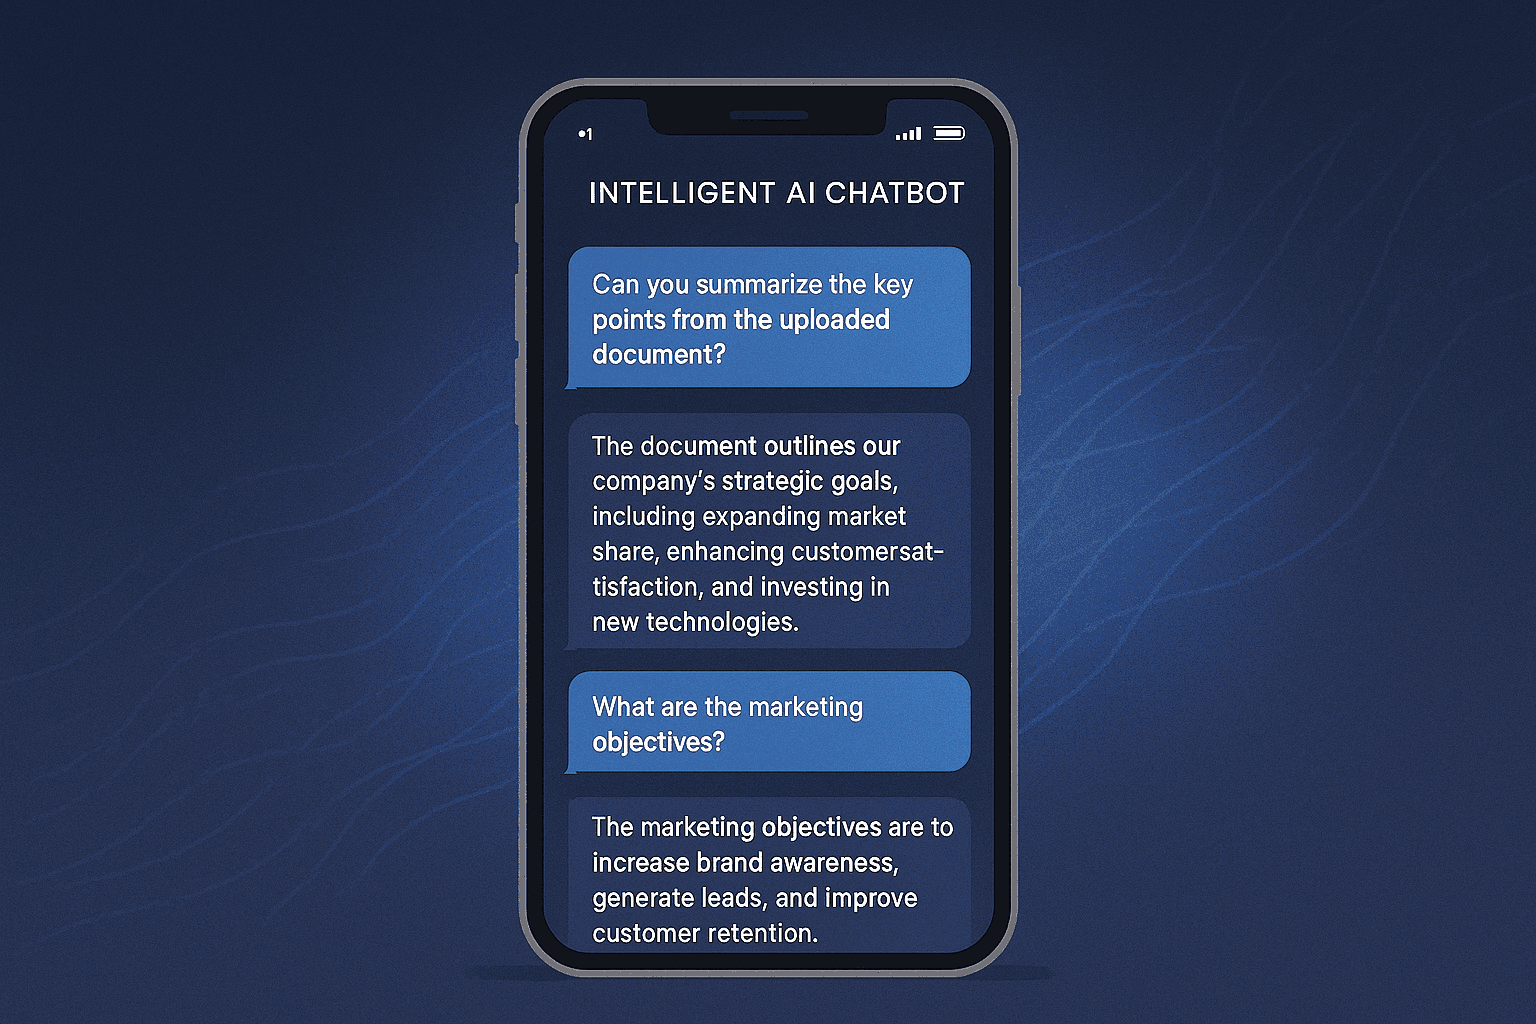 •1
INTELLIGENT AI CHATBOT
Can you summarize the key
points from the uploaded
document?
The document outlines our
company's strategic goals,
including expanding market
share, enhancing customersat-
tisfaction, and investing in
new technologies.
What are the marketing
objectives?
The marketing objectives are to
increase brand awareness,
generate leads, and improve
customer retention.